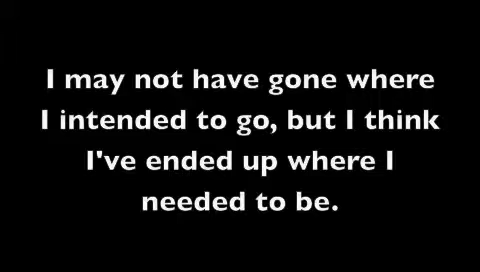 I may not have gone where
I intended to go, but I think
I've ended up where I
needed to be.